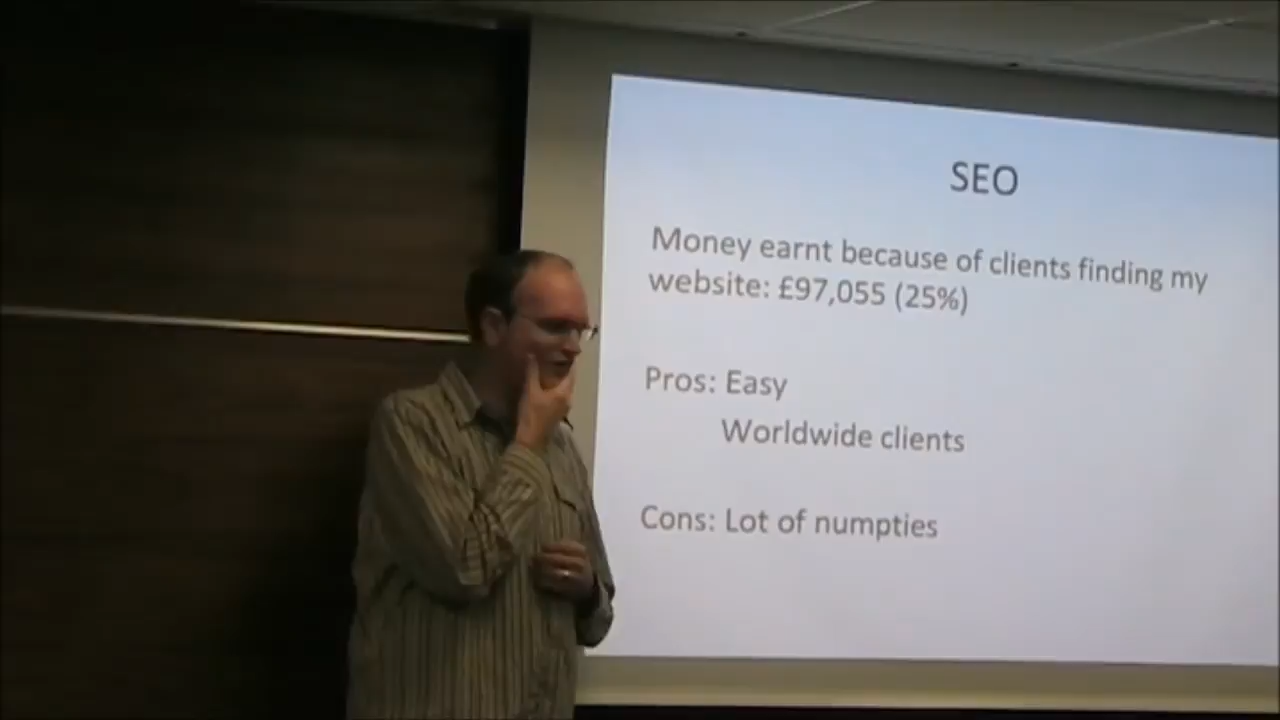 SEO
Money earnt because of clients finding my
website: £97,055 (25%)
Pros: Easy
Worldwide clients
Cons: Lot of numpties